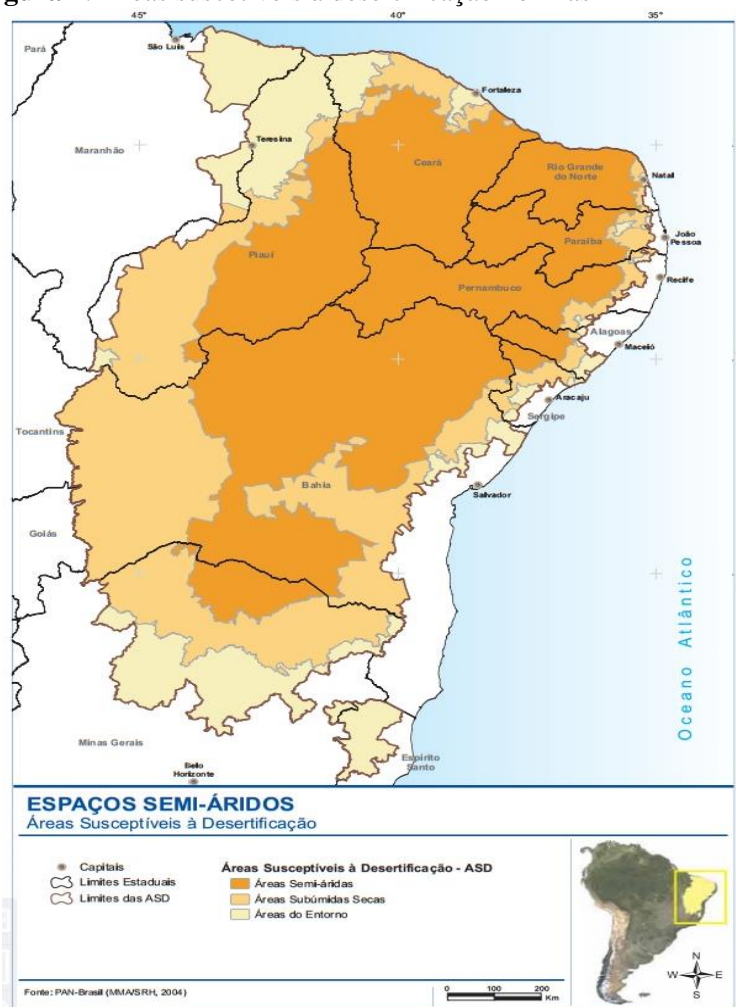 45°
40°
35°
Pará
São Luis
Fortaleza
Teresina
Maranhão
Ceará
Rio Grande
do Norte
Natal
João
Pessoa
Paraíba
Piauí
Pernambuco
Recife
Alagoas
Maceió
Aracaju
Sergipe
Tocantins
Bahia
Salvador
Goiás
Oceano Atlântico
Minas Gerais
Belo
Horizonte
Espírito
Santo
ESPAÇOS SEMI-ÁRIDOS
Áreas Susceptíveis à Desertificação
Capitais
Limites Estaduais
Limites das ASD
Áreas Susceptíveis à Desertificação - ASD
Áreas Semi-áridas
Áreas Subúmidas Secas
Áreas do Entorno
N
W
E
S
Fonte: PAN-Brasil (MMA/SRH, 2004)
0 100 200
Km